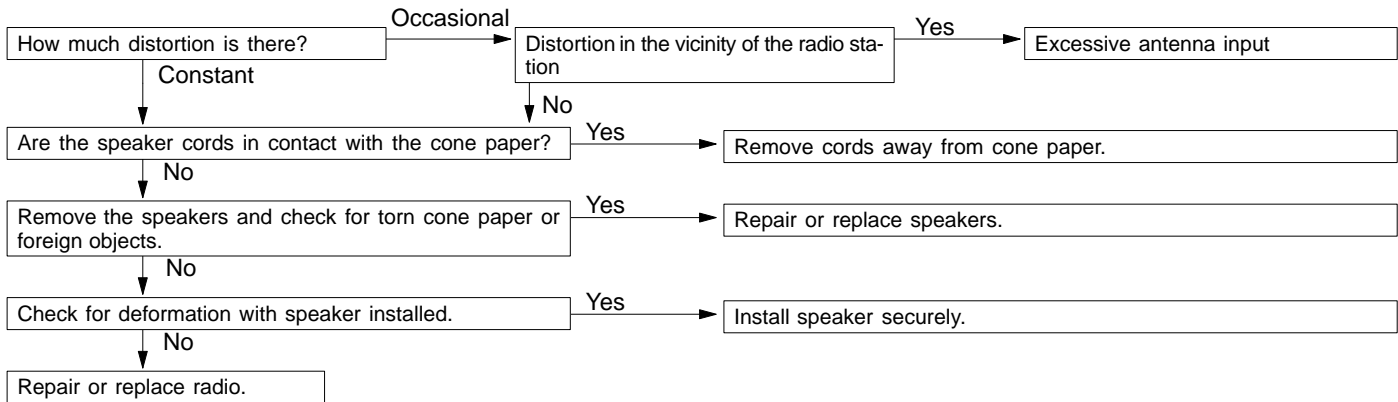 Occasional
How much distortion is there?
Distortion in the vicinity of the radio sta-
tion
Yes
Excessive antenna input
Constant
No
Are the speaker cords in contact with the cone paper?
Yes
Remove cords away from cone paper.
No
Remove the speakers and check for torn cone paper or
foreign objects.
Yes
Repair or replace speakers.
No
Check for deformation with speaker installed.
Yes
Install speaker securely.
No
Repair or replace radio.